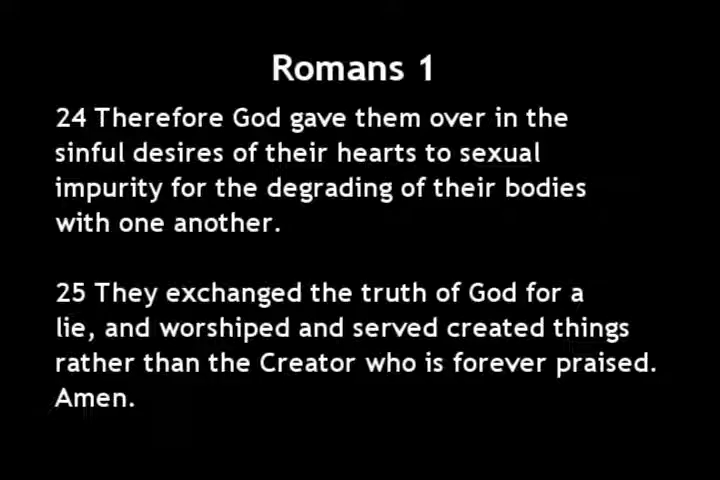 Romans 1
24 Therefore God gave them over in the
sinful desires of their hearts to sexual
impurity for the degrading of their bodies
with one another.
25 They exchanged the truth of God for a
lie, and worshiped and served created things
rather than the Creator who is forever praised.
Amen.